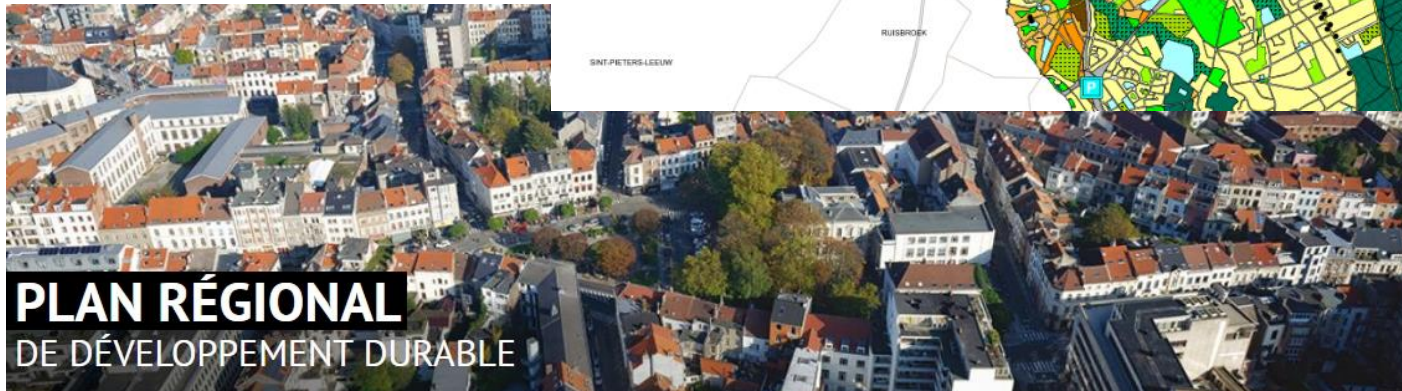 RUISBROEK
SINT-PIETERS-LEEUW
P
PLAN RÉGIONAL
DE DÉVELOPPEMENT DURABLE